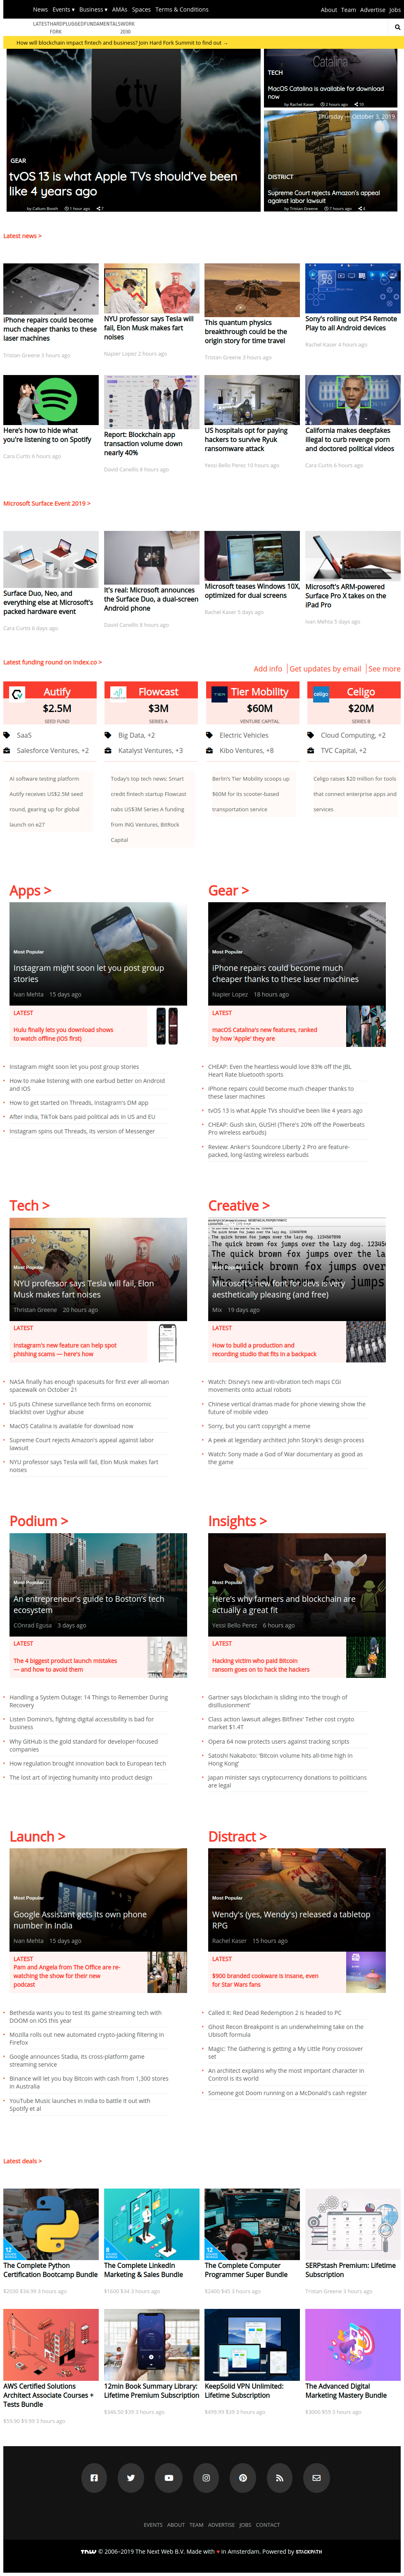 News Events ▾ Business ▾ AMAs Spaces Terms & Conditions
About Team Advertise Jobs
LATEST HARD FORK PLUGGED FUNDAMENTALS WORK 2030
How will blockchain impact fintech and business? Join Hard Fork Summit to find out →
Thursday — October 3, 2019
GEAR
tvOS 13 is what Apple TVs should've been
like 4 years ago
by Callum Booth 1 hour ago 7
Catalina
TECH
MacOS Catalina is available for download
now
by Rachel Kaser 2 hours ago 10
DISTRICT
Supreme Court rejects Amazon's appeal
against labor lawsuit
by Tristan Greene 7 hours ago 4
Latest news >
iPhone repairs could become
much cheaper thanks to these
laser machines
Tristan Greene 3 hours ago
NYU professor says Tesla will
fail, Elon Musk makes fart
noises
Napier Lopez 2 hours ago
This quantum physics
breakthrough could be the
origin story for time travel
Tristan Greene 3 hours ago
Sony's rolling out PS4 Remote
Play to all Android devices
Rachel Kaser 4 hours ago
Here's how to hide what
you're listening to on Spotify
Cara Curtis 6 hours ago
Report: Blockchain app
transaction volume down
nearly 40%
David Canellis 8 hours ago
US hospitals opt for paying
hackers to survive Ryuk
ransomware attack
Yessi Bello Perez 10 hours ago
California makes deepfakes
illegal to curb revenge porn
and doctored political videos
Cara Curtis 6 hours ago
Microsoft Surface Event 2019 >
Surface Duo, Neo, and
everything else at Microsoft's
packed hardware event
Cara Curtis 6 days ago
It's real: Microsoft announces
the Surface Duo, a dual-screen
Android phone
David Canellis 8 hours ago
Microsoft teases Windows 10X,
optimized for dual screens
Rachel Kaser 5 days ago
Microsoft's ARM-powered
Surface Pro X takes on the
iPad Pro
Ivan Mehta 5 days ago
Latest funding round on Index.co >
Add info | Get updates by email | See more
Autify
$2.5M
SEED FUND
SaaS
Salesforce Ventures, +2
AI software testing platform
Autify receives US$2.5M seed
round, gearing up for global
launch on e27
Flowcast
$3M
SERIES A
Big Data, +2
Katalyst Ventures, +3
Today's top tech news: Smart
credit fintech startup Flowcast
nabs US$3M Series A funding
from ING Ventures, BitRock
Capital
TIER
Tier Mobility
$60M
VENTURE CAPITAL
Electric Vehicles
Kibo Ventures, +8
Berlin's Tier Mobility scoops up
$60M for its scooter-based
transportation service
celigo
Celigo
$20M
SERIES B
Cloud Computing, +2
TVC Capital, +2
Celigo raises $20 million for tools
that connect enterprise apps and
services
Apps >
Most Popular
Instagram might soon let you post group
stories
Ivan Mehta 15 days ago
LATEST
Hulu finally lets you download shows
to watch offline (iOS first)
Instagram might soon let you post group stories
How to make listening with one earbud better on Android
and iOS
How to get started on Threads, Instagram's DM app
After India, TikTok bans paid political ads in US and EU
Instagram spins out Threads, its version of Messenger
Gear >
Most Popular
iPhone repairs could become much
cheaper thanks to these laser machines
Napier Lopez 18 hours ago
LATEST
macOS Catalina's new features, ranked
by how 'Apple' they are
CHEAP: Even the heartless would love 83% off the JBL
Heart Rate bluetooth sports
iPhone repairs could become much cheaper thanks to
these laser machines
tvOS 13 is what Apple TVs should've been like 4 years ago
CHEAP: Gush skin, GUSH! (There's 20% off the Powerbeats
Pro wireless earbuds)
Review: Anker's Soundcore Liberty 2 Pro are feature-
packed, long-lasting wireless earbuds
Tech >
Most Popular
NYU professor says Tesla will fail, Elon
Musk makes fart noises
Thristan Greene 20 hours ago
LATEST
Instagram's new feature can help spot
phishing scams — here's how
NASA finally has enough spacesuits for first ever all-woman
spacewalk on October 21
US puts Chinese surveillance tech firms on economic
blacklist over Uyghur abuse
MacOS Catalina is available for download now
Supreme Court rejects Amazon's appeal against labor
lawsuit
NYU professor says Tesla will fail, Elon Musk makes fart
noises
Creative >
The quick brown fox jumps over the lazy dog. 1234567890
Most Popular
Microsoft's new font for devs is very
aesthetically pleasing (and free)
Mix 19 days ago
LATEST
How to build a production and
recording studio that fits in a backpack
Watch: Disney's new anti-vibration tech maps CGI
movements onto actual robots
Chinese vertical dramas made for phone viewing show the
future of mobile video
Sorry, but you can't copyright a meme
A peek at legendary architect John Storyk's design process
Watch: Sony made a God of War documentary as good as
the game
Podium >
Most Popular
An entrepreneur's guide to Boston's tech
ecosystem
COnrad Egusa 3 days ago
LATEST
The 4 biggest product launch mistakes
— and how to avoid them
Handling a System Outage: 14 Things to Remember During
Recovery
Listen Domino's, fighting digital accessibility is bad for
business
Why GitHub is the gold standard for developer-focused
companies
How regulation brought innovation back to European tech
The lost art of injecting humanity into product design
Insights >
Most Popular
Here's why farmers and blockchain are
actually a great fit
Yessi Bello Perez 6 hours ago
LATEST
Hacking victim who paid Bitcoin
ransom goes on to hack the hackers
Gartner says blockchain is sliding into 'the trough of
disillusionment'
Class action lawsuit alleges Bitfinex' Tether cost crypto
market $1.4T
Opera 64 now protects users against tracking scripts
Satoshi Nakaboto: 'Bitcoin volume hits all-time high in
Hong Kong'
Japan minister says cryptocurrency donations to politicians
are legal
Launch >
Most Popular
Google Assistant gets its own phone
number in India
Ivan Mehta 15 days ago
LATEST
Pam and Angela from The Office are re-
watching the show for their new
podcast
Bethesda wants you to test its game streaming tech with
DOOM on iOS this year
Mozilla rolls out new automated crypto-jacking filtering in
Firefox
Google announces Stadia, its cross-platform game
streaming service
Binance will let you buy Bitcoin with cash from 1,300 stores
in Australia
YouTube Music launches in India to battle it out with
Spotify et al
Distract >
Most Popular
Wendy's (yes, Wendy's) released a tabletop
RPG
Rachel Kaser 15 hours ago
LATEST
$900 branded cookware is insane, even
for Star Wars fans
Called it: Red Dead Redemption 2 is headed to PC
Ghost Recon Breakpoint is an underwhelming take on the
Ubisoft formula
Magic: The Gathering is getting a My Little Pony crossover
set
An architect explains why the most important character in
Control is its world
Someone got Doom running on a McDonald's cash register
Latest deals >
12
The Complete Python
Certification Bootcamp Bundle
$2030 $34.99 3 hours ago
8
The Complete LinkedIn
Marketing & Sales Bundle
$1600 $34 3 hours ago
12
The Complete Computer
Programmer Super Bundle
$2400 $45 3 hours ago
SERPstash Premium: Lifetime
Subscription
Tristan Greene 3 hours ago
AWS Certified Solutions
Architect Associate Courses +
Tests Bundle
$59.90 $9.99 3 hours ago
12min Book Summary Library:
Lifetime Premium Subscription
$346.50 $39 3 hours ago
KeepSolid VPN Unlimited:
Lifetime Subscription
$499.99 $39 3 hours ago
The Advanced Digital
Marketing Mastery Bundle
$3000 $59 3 hours ago
EVENTS ABOUT TEAM ADVERTISE JOBS CONTACT
TNW © 2006–2019 The Next Web B.V. Made with ♥ in Amsterdam. Powered by STACKPATH